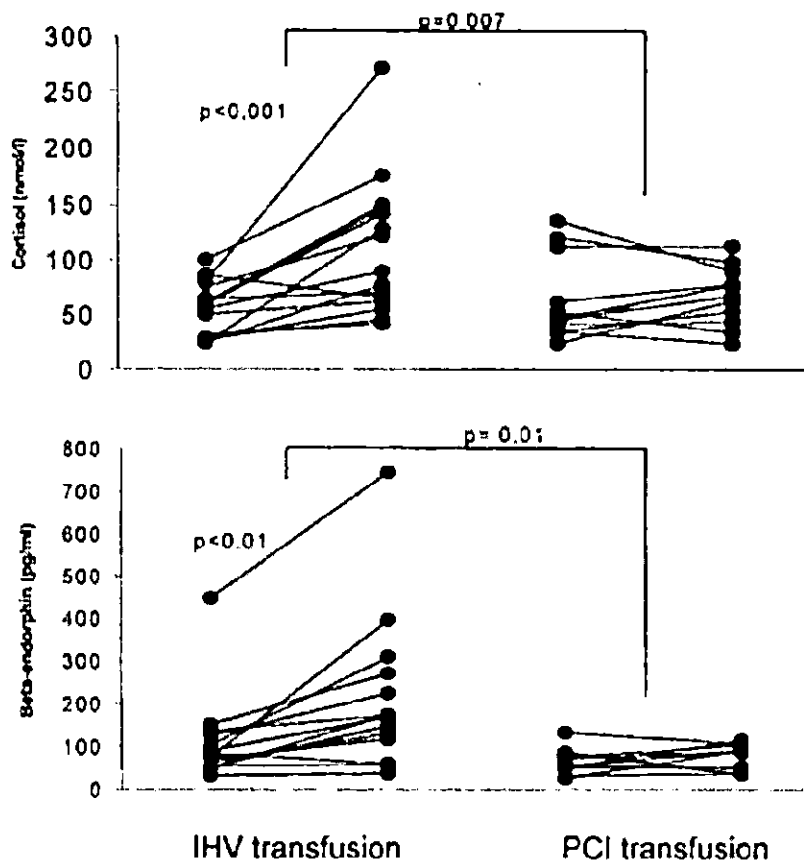 p=0.007
300
250
200
150
100
50
0
Cortisol (nmol/l)
p<0.001
p= 0.01
800
700
600
500
400
300
200
100
0
Beta-endorphin (pg/ml)
p<0.01
IHV transfusion PCI transfusion